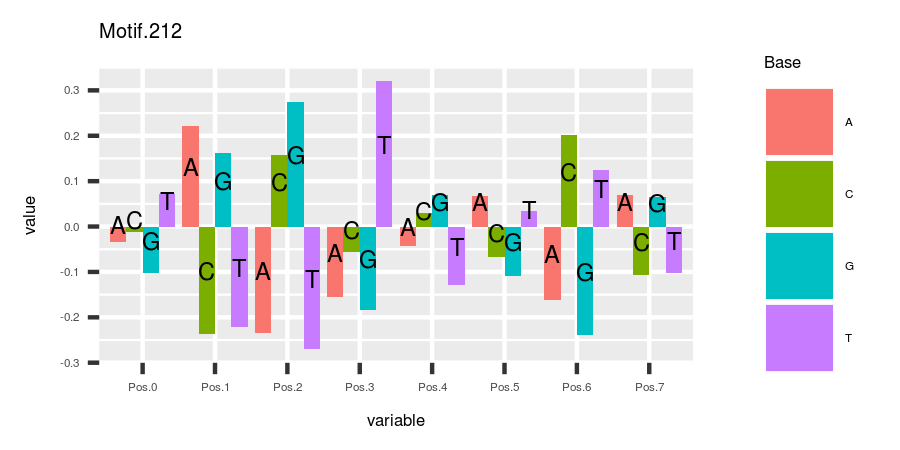 Motif.212
Base
A
C
G
T
value
0.3
0.2
0.1
0.0
-0.1
-0.2
-0.3
A C G T A C G T A C G T A C G T A C G T A C G T A C G T A C G T
Pos.0 Pos.1 Pos.2 Pos.3 Pos.4 Pos.5 Pos.6 Pos.7
variable